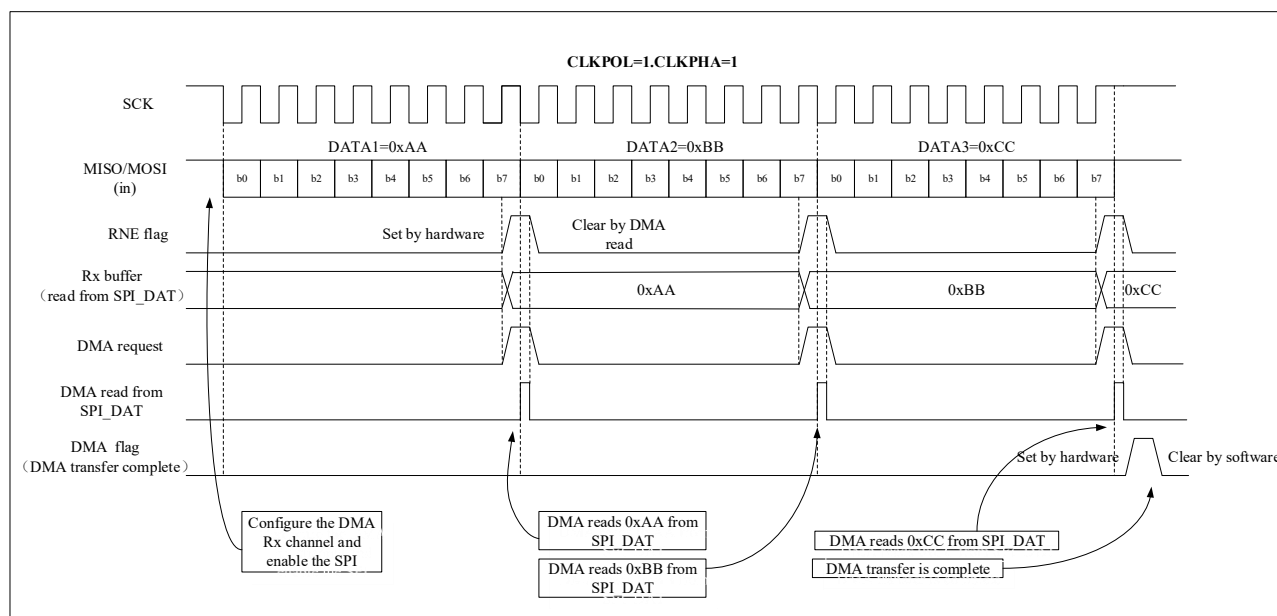 CLKPOL=1.CLKPHA=1
SCK
DATA1=0xAA DATA2=0xBB DATA3=0xCC
MISO/MOSI
(in)
b0 b1 b2 b3 b4 b5 b6 b7 b0 b1 b2 b3 b4 b5 b6 b7 b0 b1 b2 b3 b4 b5 b6 b7
RNE flag
Set by hardware
Clear by DMA
read
Rx buffer
（read from SPI_DAT）
0xAA 0xBB 0xCC
DMA request
DMA read from
SPI_DAT
DMA flag
（DMA transfer complete）
Set by hardware
Clear by software
Configure the DMA
Rx channel and
enable the SPI
DMA reads 0xAA from
SPI_DAT
DMA reads 0xBB from
SPI_DAT
DMA reads 0xCC from SPI_DAT
DMA transfer is complete